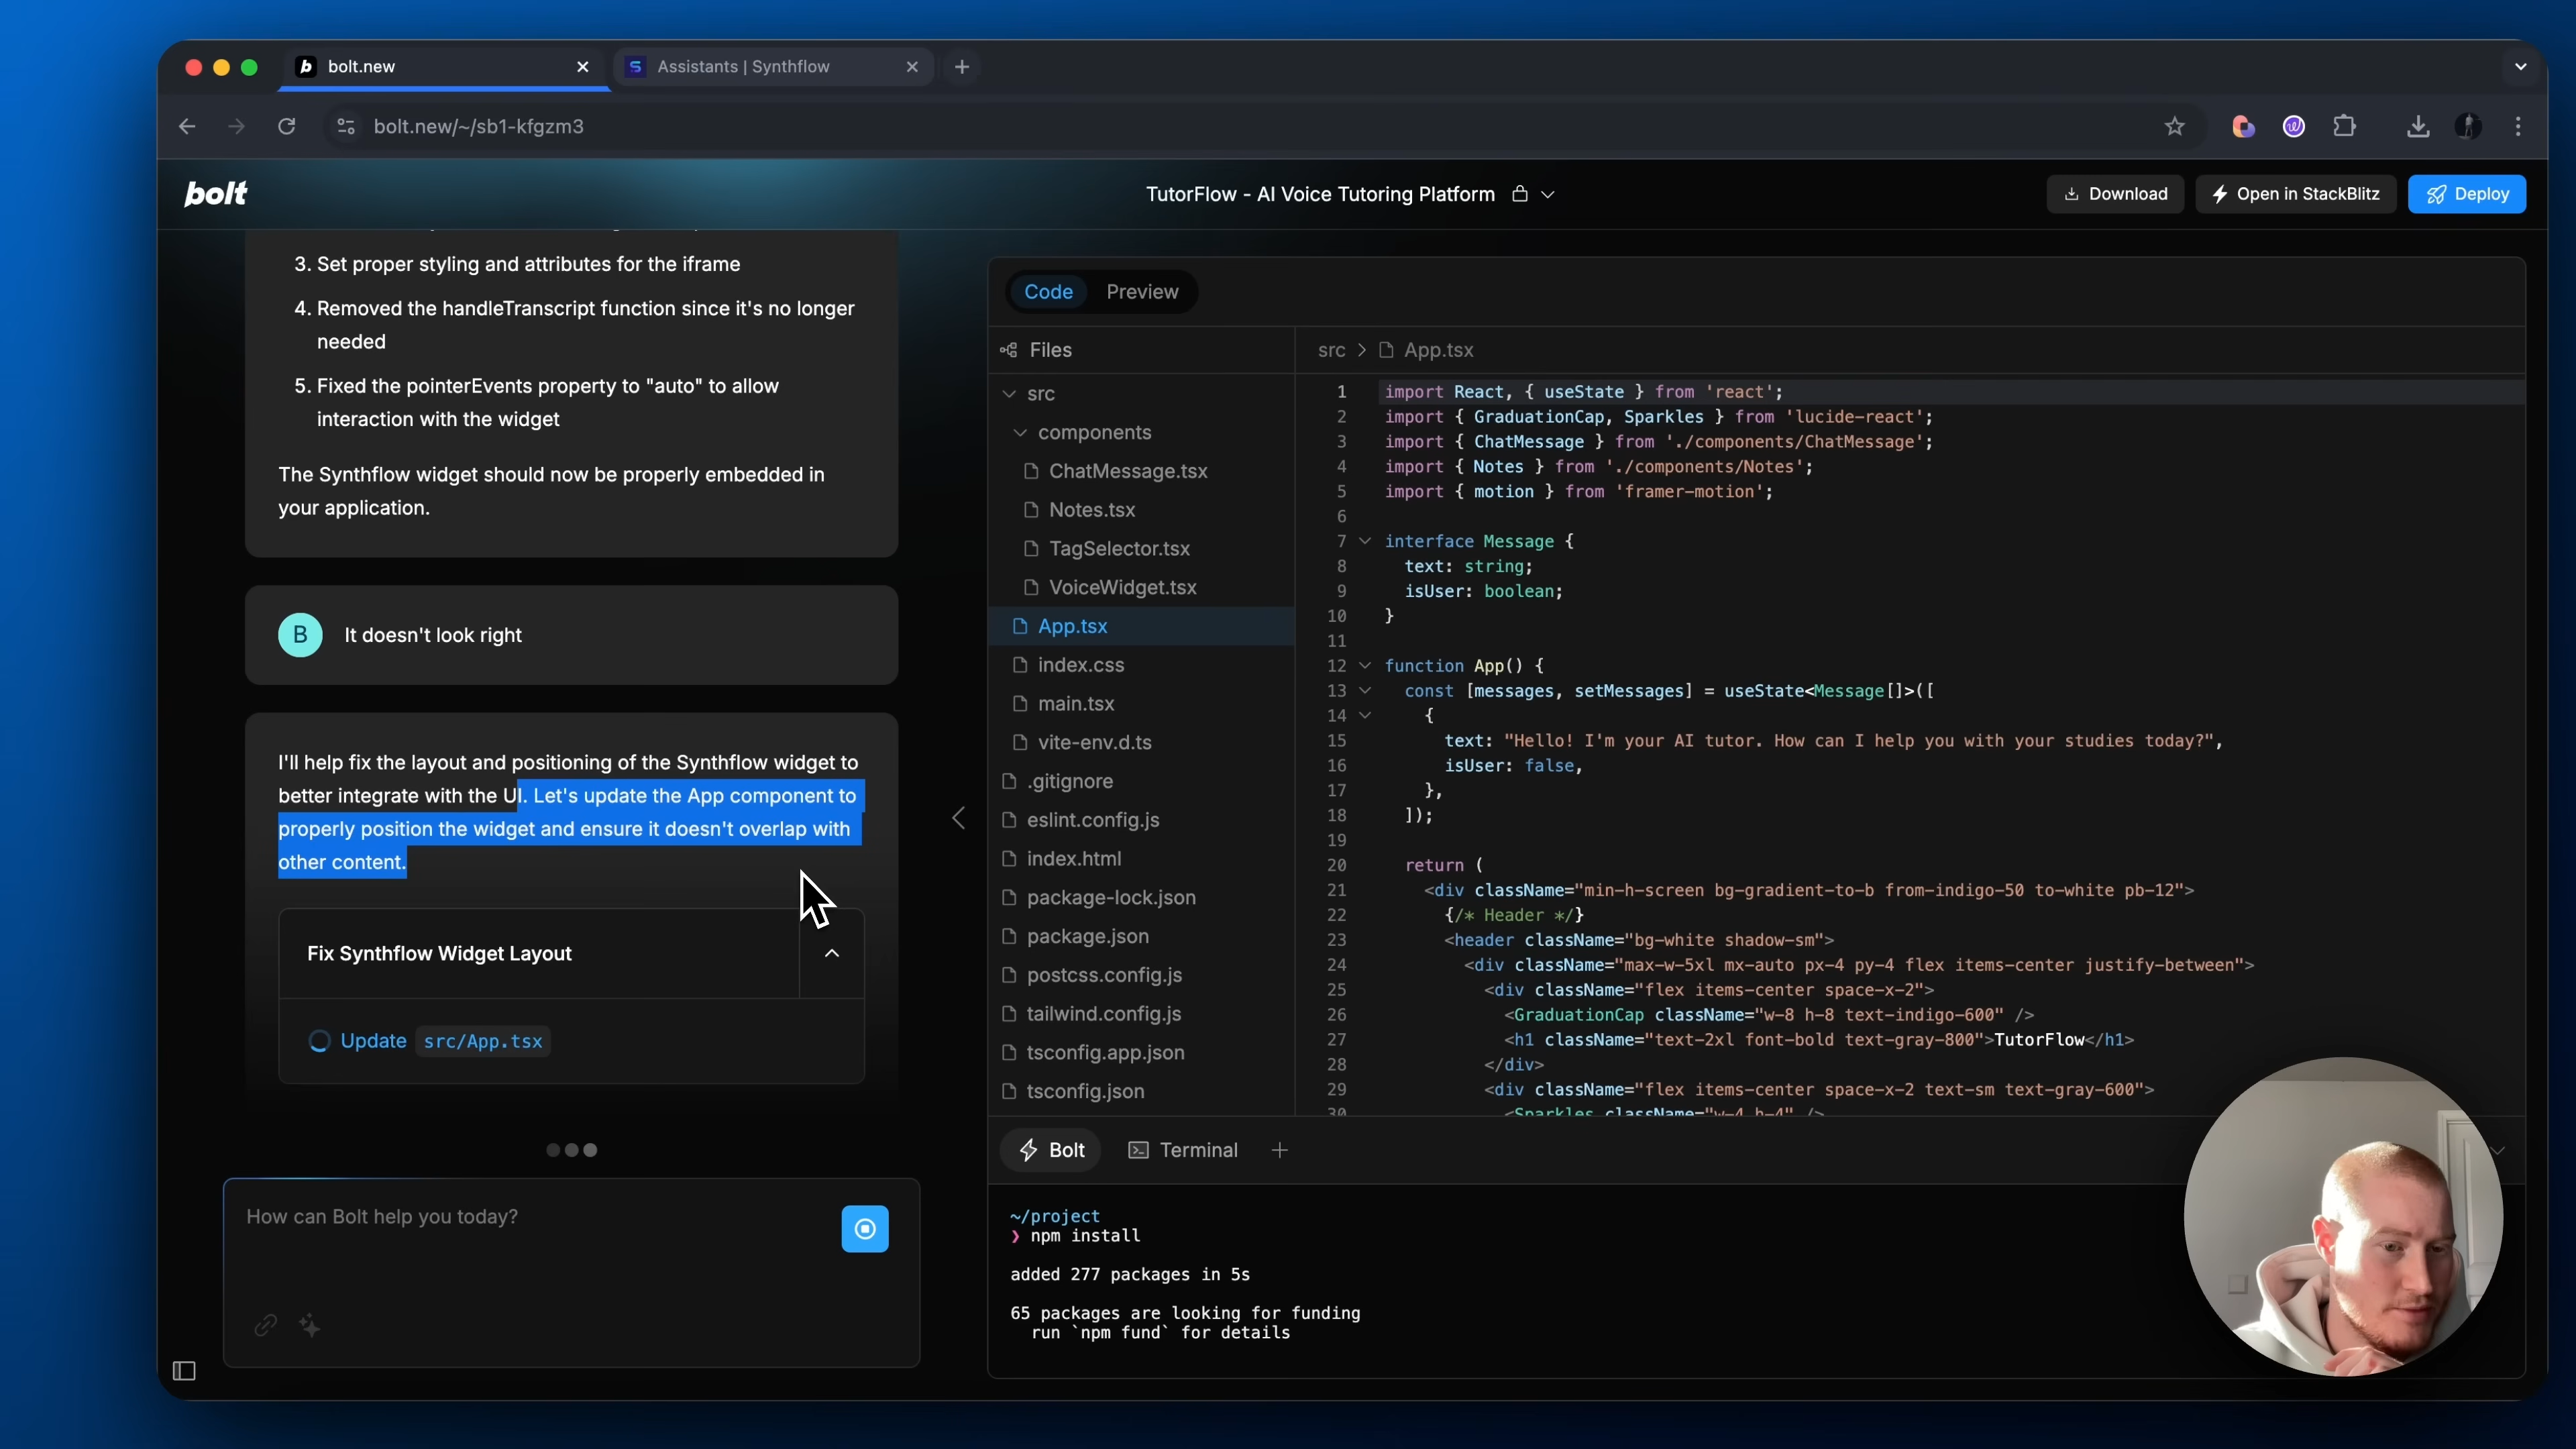 bolt.new
Assistants | Synthflow
bolt.new/~/sb1-kfgzm3
bolt
TutorFlow - AI Voice Tutoring Platform
Download
Open in StackBlitz
Deploy
3. Set proper styling and attributes for the iframe
4. Removed the handleTranscript function since it's no longer
needed
5. Fixed the pointerEvents property to "auto" to allow
interaction with the widget
The Synthflow widget should now be properly embedded in
your application.
B
It doesn't look right
I'll help fix the layout and positioning of the Synthflow widget to
better integrate with the UI. Let's update the App component to
properly position the widget and ensure it doesn't overlap with
other content.
Fix Synthflow Widget Layout
Update src/App.tsx
How can Bolt help you today?
Code
Preview
Files
src
components
ChatMessage.tsx
Notes.tsx
TagSelector.tsx
VoiceWidget.tsx
App.tsx
index.css
main.tsx
vite-env.d.ts
.gitignore
eslint.config.js
index.html
package-lock.json
package.json
postcss.config.js
tailwind.config.js
tsconfig.app.json
tsconfig.json
src > App.tsx
1 import React, { useState } from 'react';
2 import { GraduationCap, Sparkles } from 'lucide-react';
3 import { ChatMessage } from './components/ChatMessage';
4 import { Notes } from './components/Notes';
5 import { motion } from 'framer-motion';
6
7 interface Message {
8 text: string;
9 isUser: boolean;
10 }
11
12 function App() {
13 const [messages, setMessages] = useState<Message[]>([
14 {
15 text: "Hello! I'm your AI tutor. How can I help you with your studies today?",
16 isUser: false,
17 },
18 ]);
19
20 return (
21 <div className="min-h-screen bg-gradient-to-b from-indigo-50 to-white pb-12">
22 {/* Header */}
23 <header className="bg-white shadow-sm">
24 <div className="max-w-5xl mx-auto px-4 py-4 flex items-center justify-between">
25 <div className="flex items-center space-x-2">
26 <GraduationCap className="w-8 h-8 text-indigo-600" />
27 <h1 className="text-2xl font-bold text-gray-800">TutorFlow</h1>
28 </div>
29 <div className="flex items-center space-x-2 text-sm text-gray-600">
30 <Sparkles className="w-4 h-4" />
Bolt
Terminal
~/project
❯ npm install
added 277 packages in 5s
65 packages are looking for funding
run `npm fund` for details